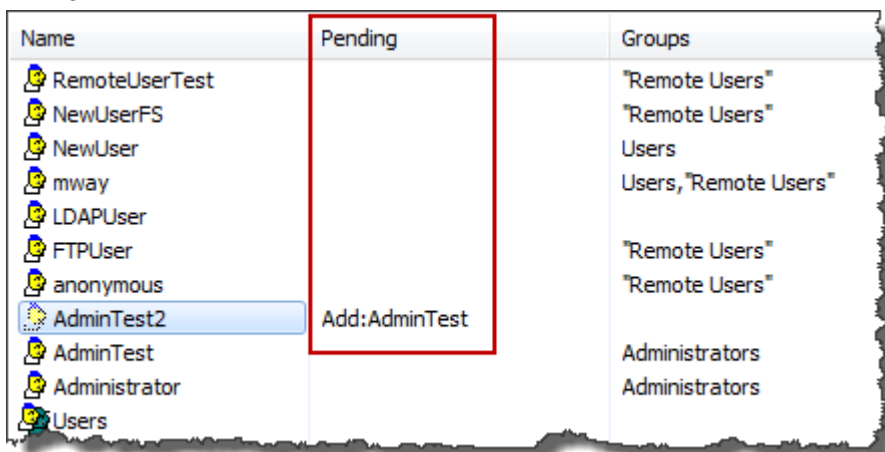 Name Pending Groups
RemoteUserTest "Remote Users"
NewUserFS "Remote Users"
NewUser Users
mway Users,"Remote Users"
LDAPUser
FTPUser "Remote Users"
anonymous "Remote Users"
AdminTest2 Add:AdminTest
AdminTest Administrators
Administrator Administrators
Users